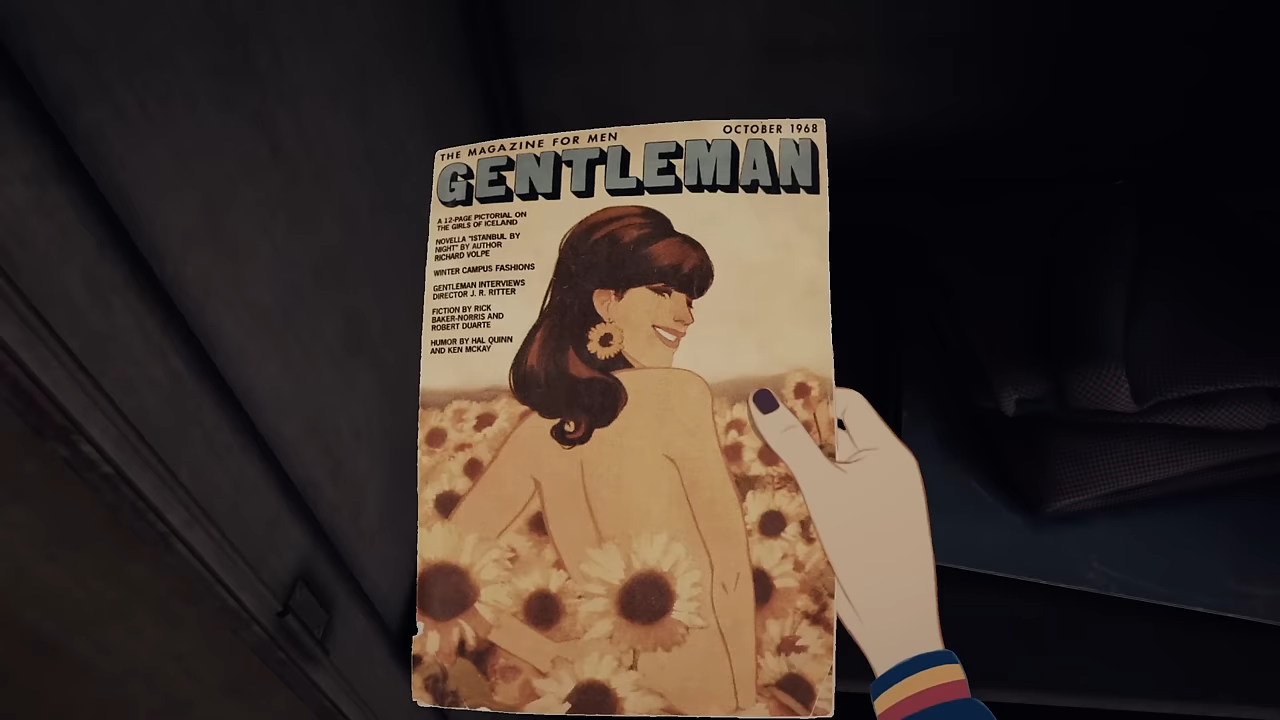 THE MAGAZINE FOR MEN
OCTOBER 1968
GENTLEMAN
A 12-PAGE PICTORIAL ON
THE GIRLS OF ICELAND
NOVELLA "ISTANBUL BY
NIGHT" BY AUTHOR
RICHARD VOLPE
WINTER CAMPUS FASHIONS
GENTLEMAN INTERVIEWS
DIRECTOR J. R. RITTER
FICTION BY RICK
BAKER-NORRIS AND
ROBERT DUARTE
HUMOR BY HAL QUINN
AND KEN MCKAY